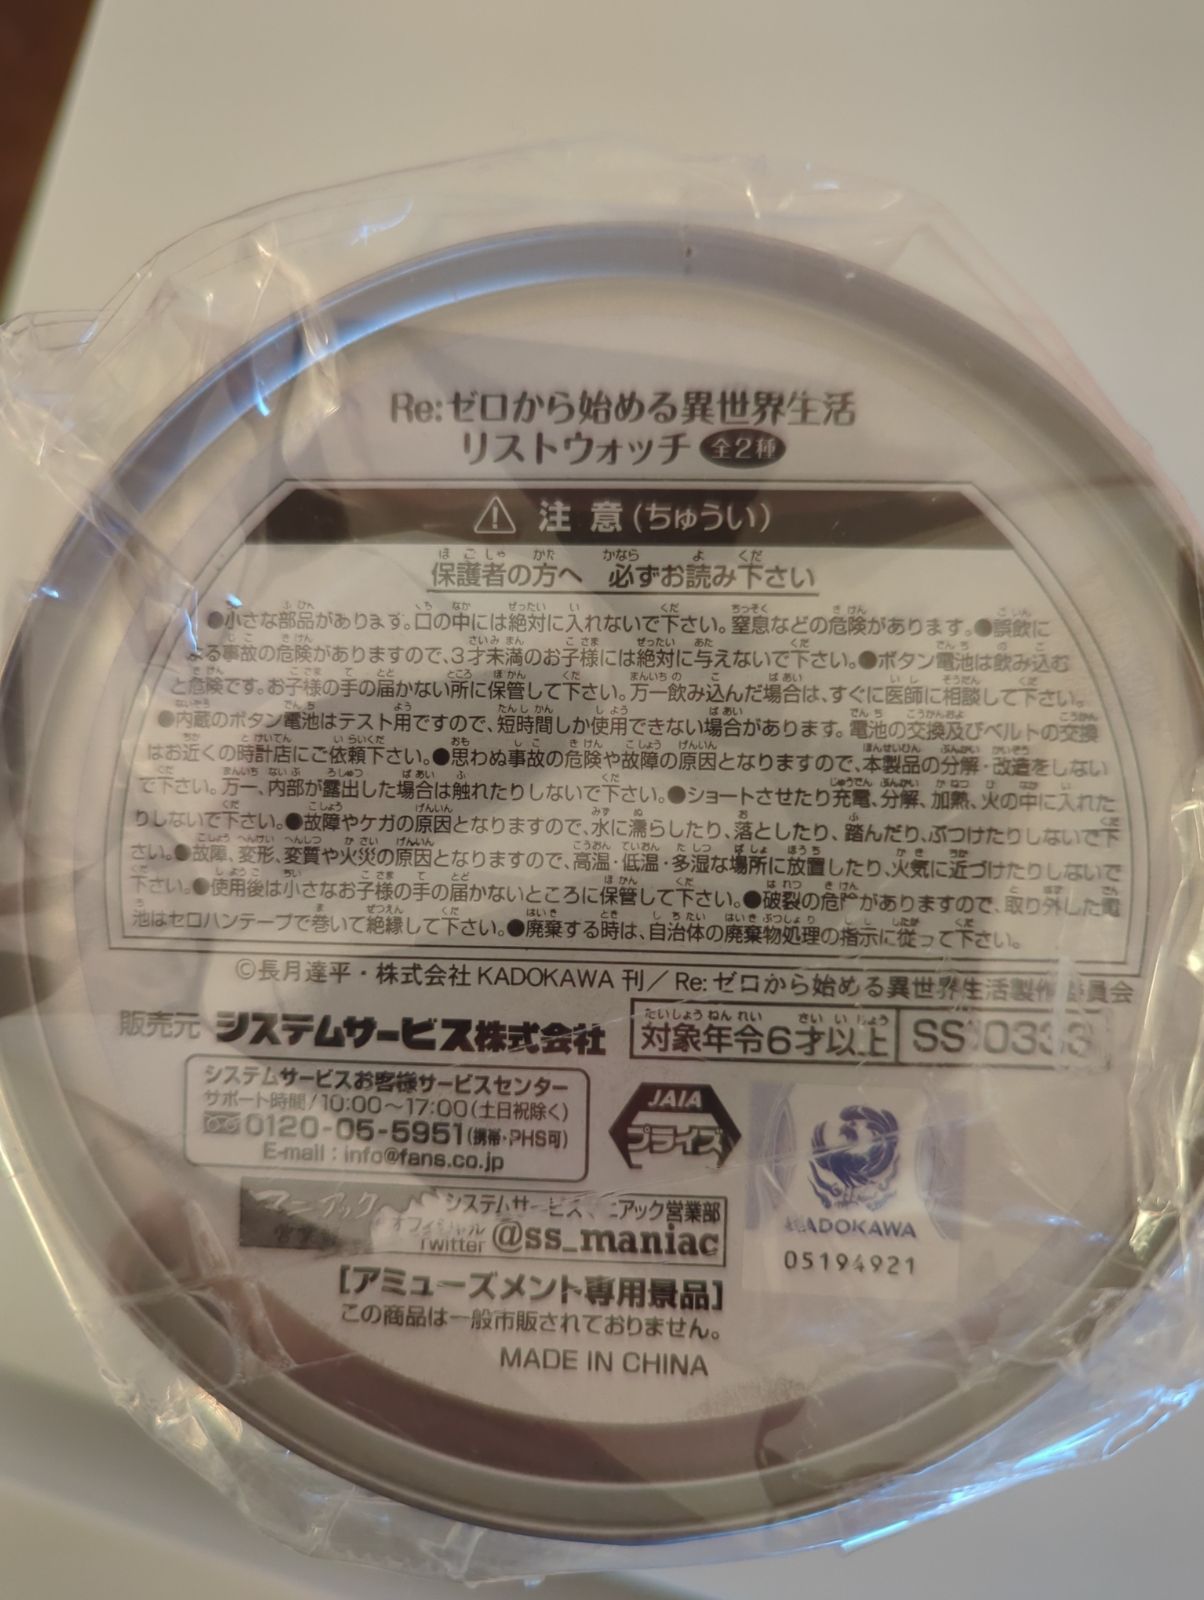 Re:ゼロから始める異世界生活
リストウォッチ 全2種
注意(ちゅうい)
保護者の方へ 必ずお読み下さい
●小さな部品があります。口の中には絶対に入れないで下さい。窒息などの危険があります。●誤飲に
よる事故の危険がありますので、3才未満のお子様には絶対に与えないで下さい。●ボタン電池は飲み込む
と危険です。お子様の手の届かない所に保管して下さい。万一飲み込んだ場合は、すぐに医師に相談して下さい。
●内蔵のボタン電池はテスト用ですので、短時間しか使用できない場合があります。電池の交換及びベルトの交換
はお近くの時計店にご依頼下さい。●思わぬ事故の危険や故障の原因となりますので、本製品の分解・改造をしない
で下さい。万一、内部が露出した場合は触れたりしないで下さい。●ショートさせたり充電、分解、加熱、火の中に入れた
りしないで下さい。●故障やケガの原因となりますので、水に濡らしたり、落としたり、踏んだり、ぶつけたりしないで下
さい。●故障、変形、変質や火災の原因となりますので、高温・低温・多湿な場所に放置したり、火気に近づけたりしないで
下さい。●使用後は小さなお子様の手の届かないところに保管して下さい。●破裂の危険がありますので、取り外した電
池はセロハンテープで巻いて絶縁して下さい。●廃棄する時は、自治体の廃棄物処理の指示に従って下さい。
©長月達平・株式会社KADOKAWA刊／Re:ゼロから始める異世界生活製作委員会
販売元 システムサービス株式会社
対象年令6才以上
システムサービスお客様サービスセンター
サポート時間/10:00〜17:00(土日祝除く)
0120-05-5951(携帯・PHS可)
E-mail：info@fans.co.jp
JAIA
プライズ
KADOKAWA
05194921
マニアック
システムサービスマニアック営業部
オフィシャル
Twitter @ss_maniac
[アミューズメント専用景品]
この商品は一般市販されておりません。
MADE IN CHINA